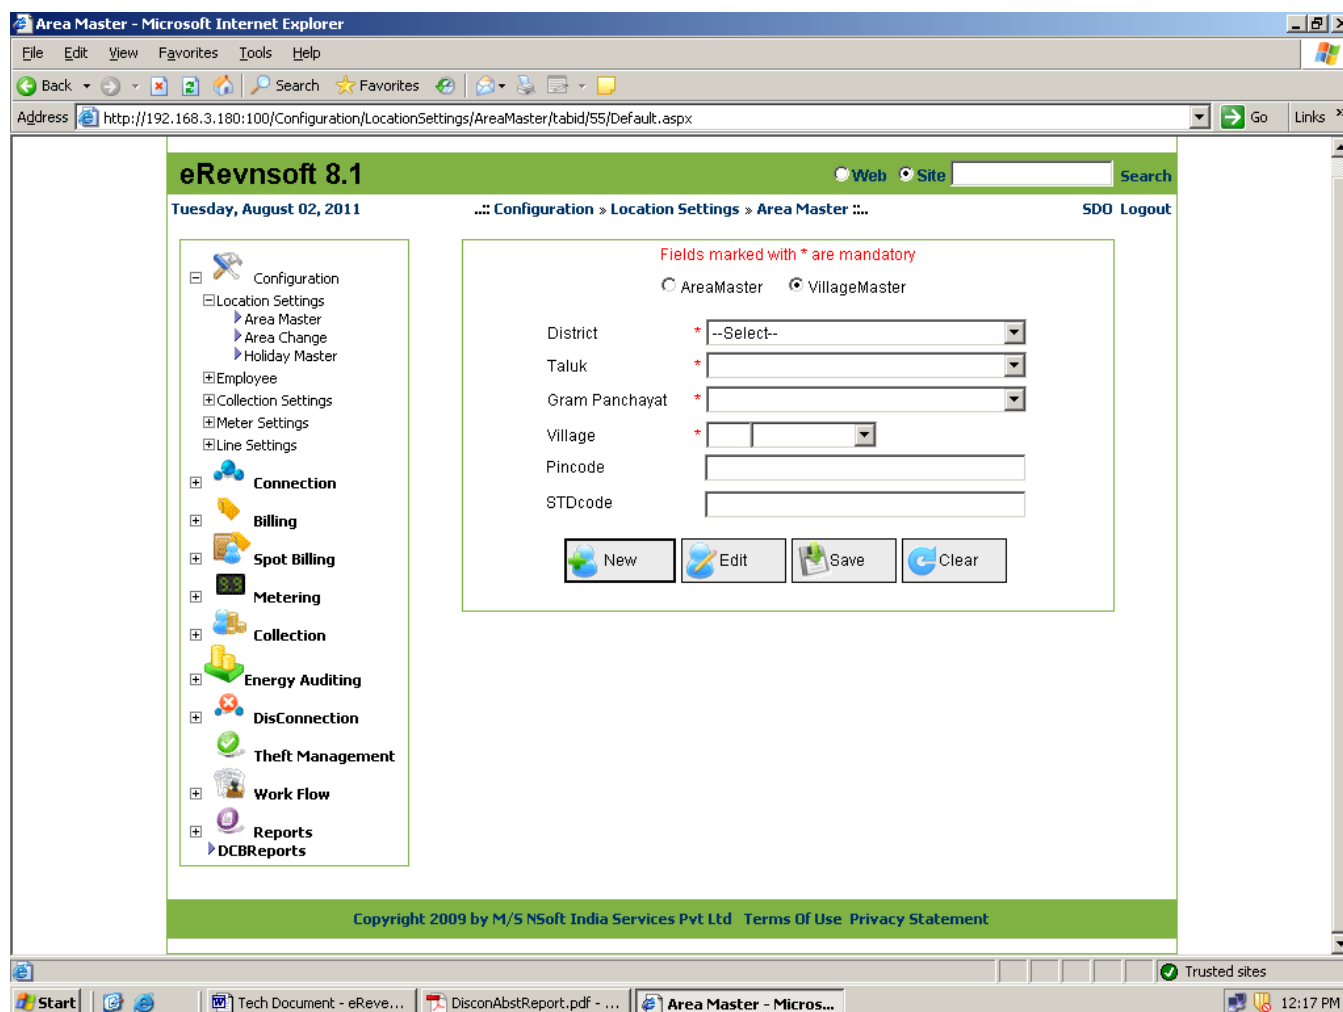 Area Master - Microsoft Internet Explorer
File Edit View Favorites Tools Help
Back Search Favorites
Address http://192.168.3.180:100/Configuration/LocationSettings/AreaMaster/tabid/55/Default.aspx Go Links »
eRevnsoft 8.1 Web Site Search
Tuesday, August 02, 2011 ..:: Configuration » Location Settings » Area Master ::.. SDO Logout
Configuration
Location Settings
Area Master
Area Change
Holiday Master
Employee
Collection Settings
Meter Settings
Line Settings
Connection
Billing
Spot Billing
Metering
Collection
Energy Auditing
DisConnection
Theft Management
Work Flow
Reports
DCBReports
Fields marked with * are mandatory
AreaMaster VillageMaster
District * --Select--
Taluk *
Gram Panchayat *
Village *
Pincode
STDcode
New Edit Save Clear
Copyright 2009 by M/S NSoft India Services Pvt Ltd Terms Of Use Privacy Statement
Trusted sites
Start Tech Document - eReve... DisconAbstReport.pdf - ... Area Master - Micros... 12:17 PM